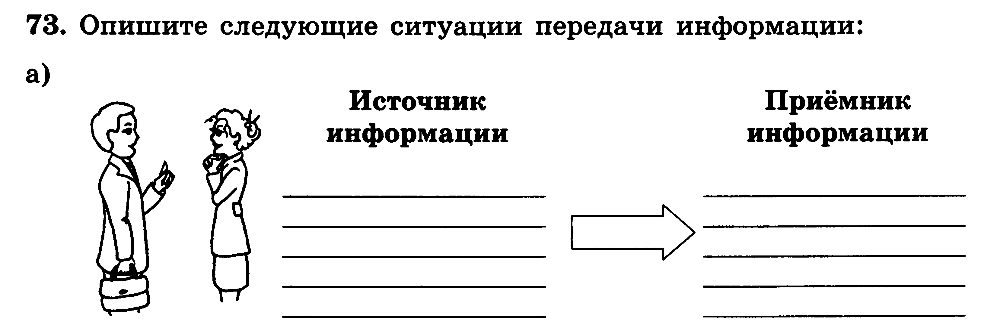 73. Опишите следующие ситуации передачи информации:
а)
Источник
информации
Приёмник
информации